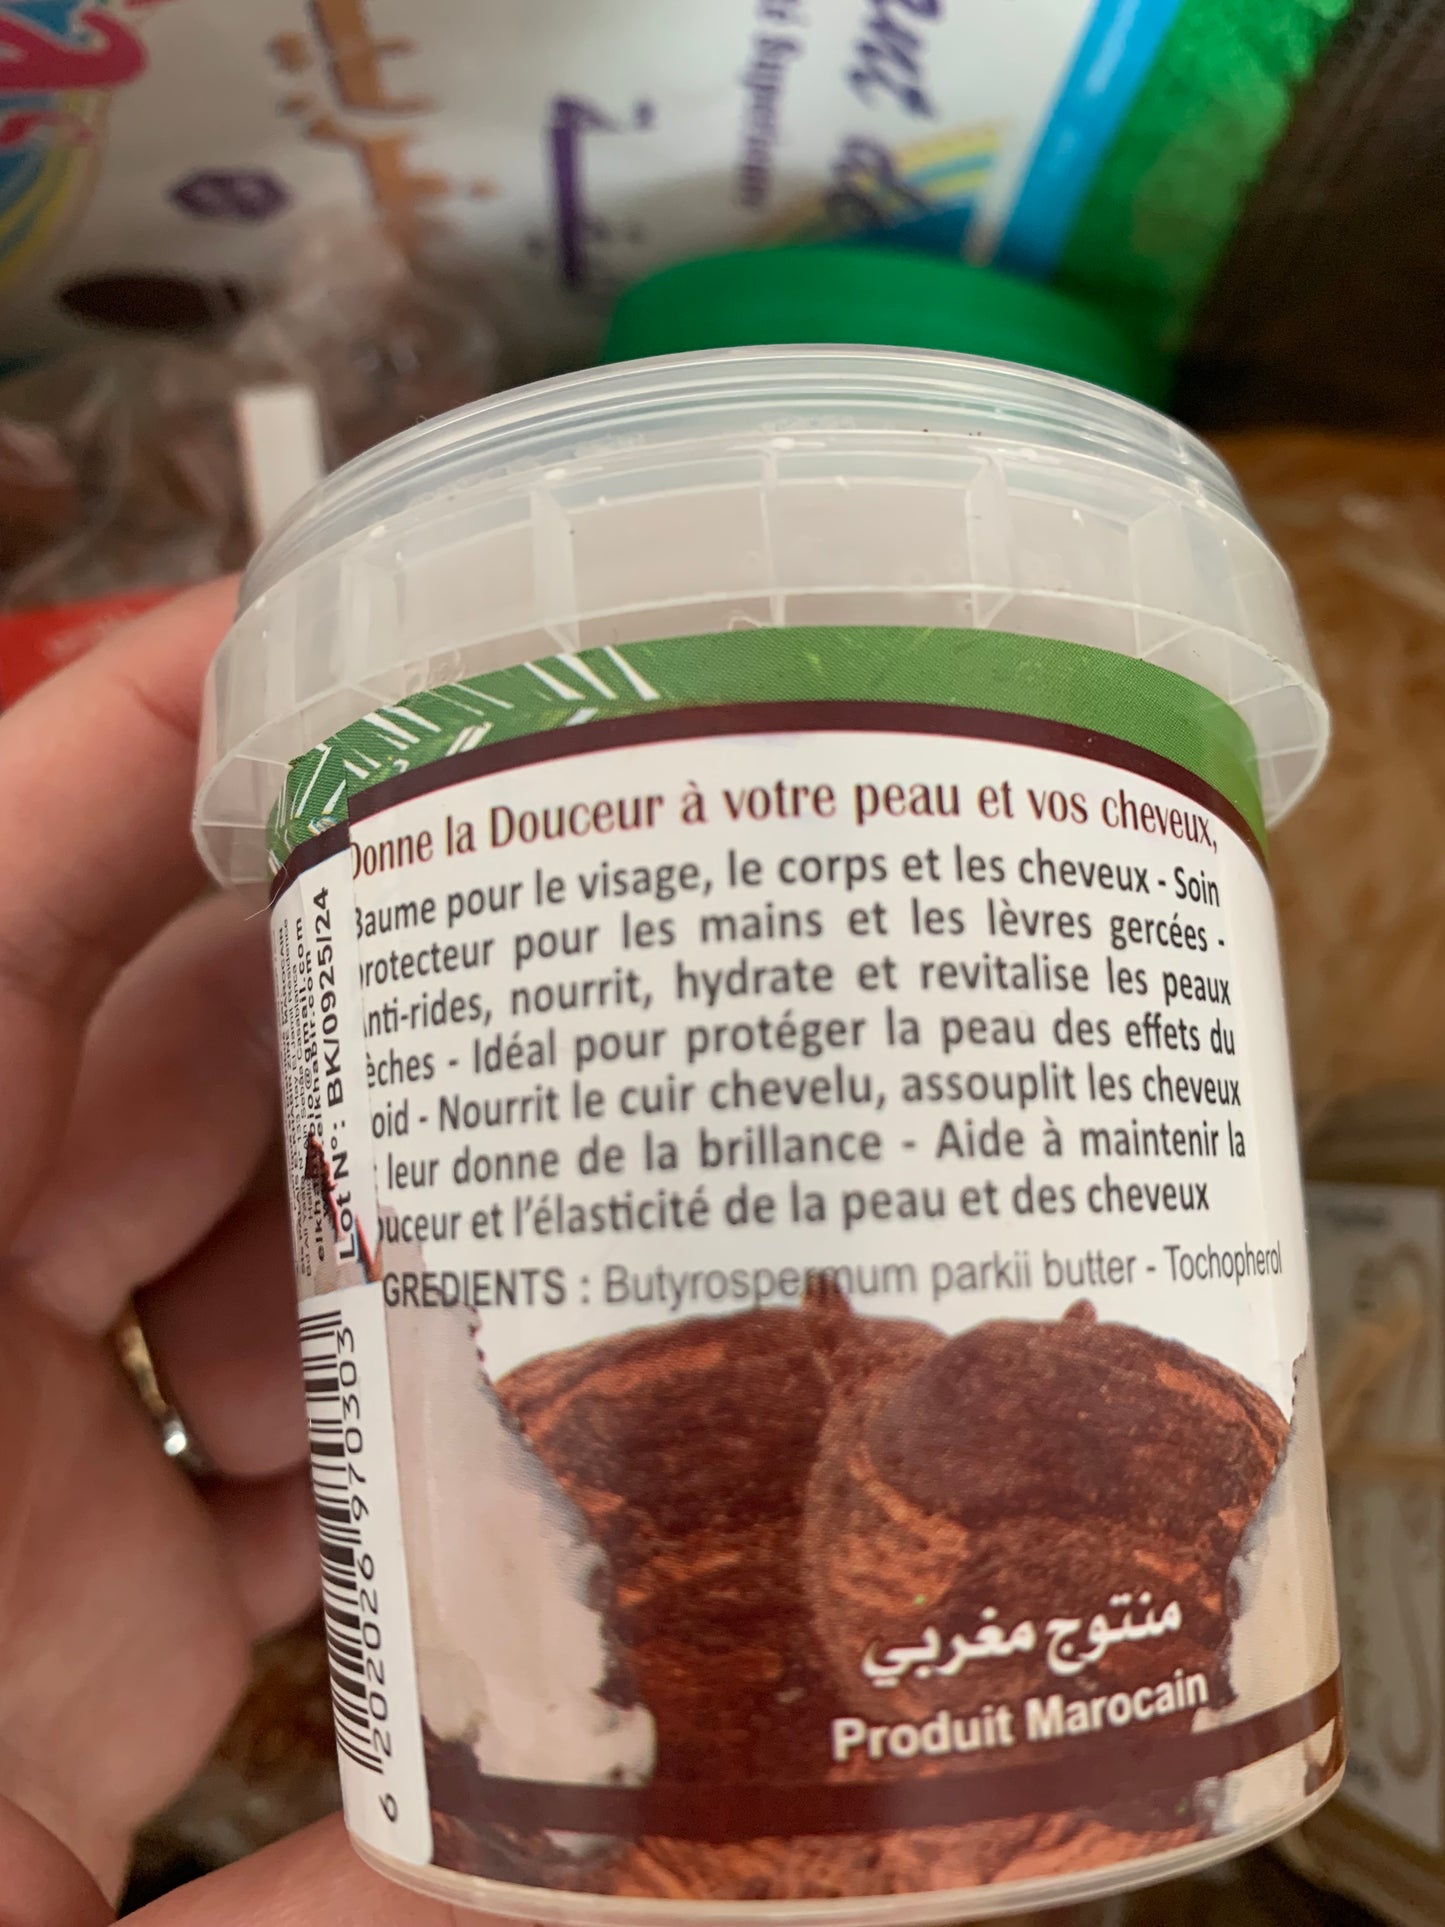 Donne la Douceur à votre peau et vos cheveux,
Baume pour le visage, le corps et les cheveux - Soin
rotecteur pour les mains et les lèvres gercées -
nti-rides, nourrit, hydrate et revitalise les peaux
èches - Idéal pour protéger la peau des effets du
oid - Nourrit le cuir chevelu, assouplit les cheveux
leur donne de la brillance - Aide à maintenir la
ouceur et l'élasticité de la peau et des cheveux
GREDIENTS : Butyrospermum parkii butter - Tochopherol
منتوج مغربي
Produit Marocain
Lot N°: BK/0925/24
6 202026 970303